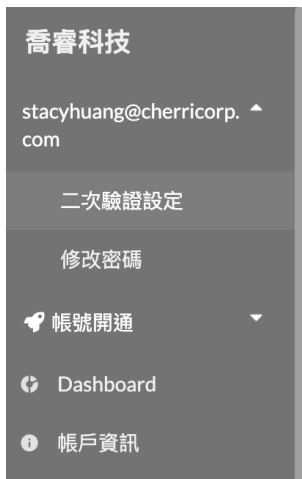 喬睿科技
stacyhuang@cherricorp.
com
二次驗證設定
修改密碼
帳號開通
Dashboard
帳戶資訊